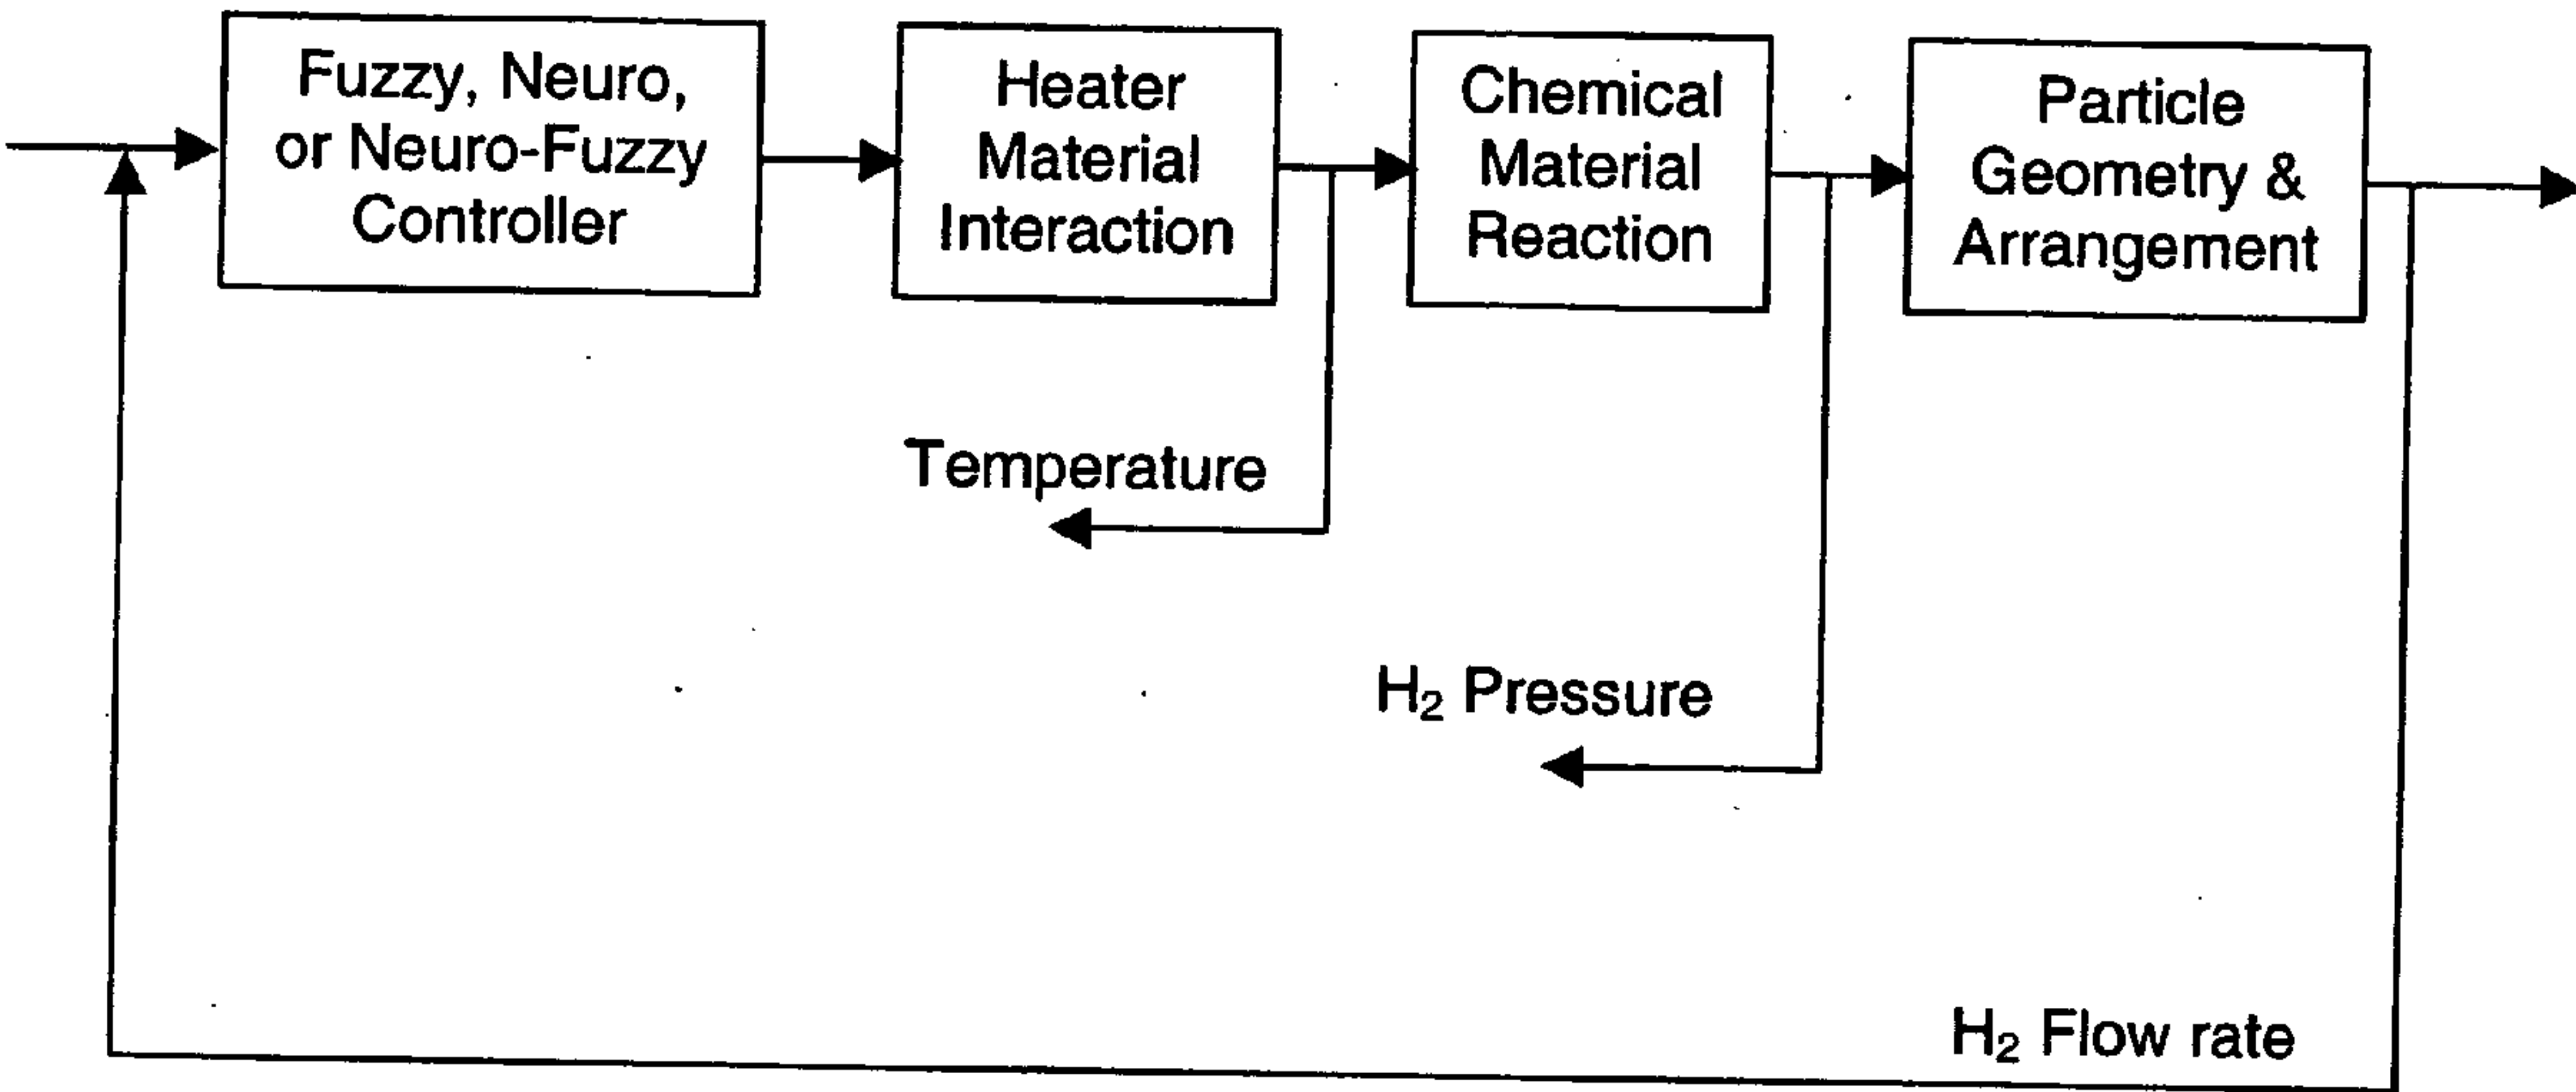 Fuzzy, Neuro,
or Neuro-Fuzzy
Controller
Heater
Material
Interaction
Chemical
Material
Reaction
Particle
Geometry &
Arrangement
Temperature
H₂ Pressure
H₂ Flow rate